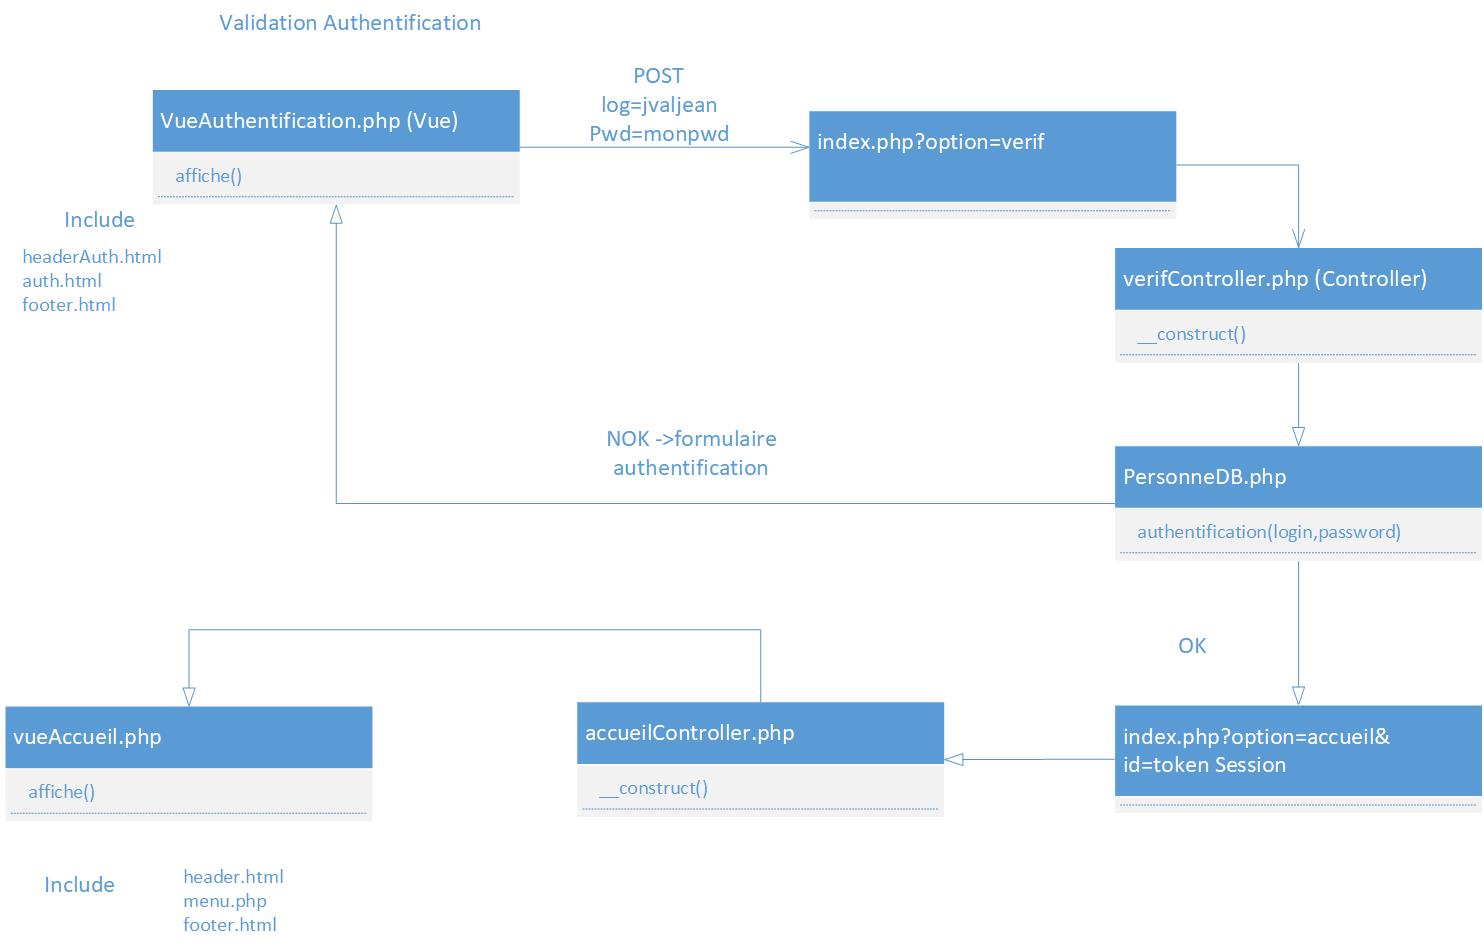 Validation Authentification
POST
log=jvaljean
Pwd=monpwd
VueAuthentification.php (Vue)
affiche()
index.php?option=verif
Include
headerAuth.html
auth.html
footer.html
verifController.php (Controller)
__construct()
NOK ->formulaire
authentification
PersonneDB.php
authentification(login,password)
OK
vueAccueil.php
affiche()
accueilController.php
__construct()
index.php?option=accueil&
id=token Session
Include
header.html
menu.php
footer.html